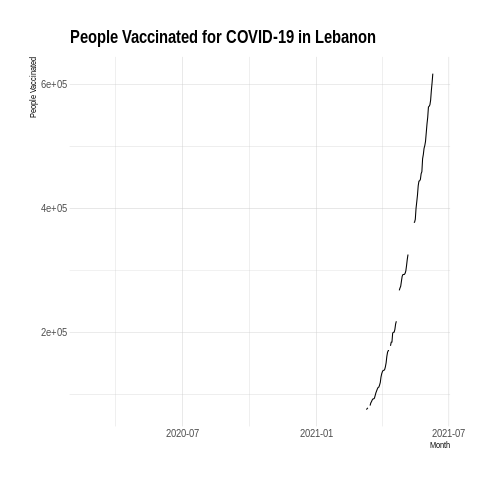 People Vaccinated for COVID-19 in Lebanon
People Vaccinated
6e+05
4e+05
2e+05
2020-07
2021-01
2021-07
Month